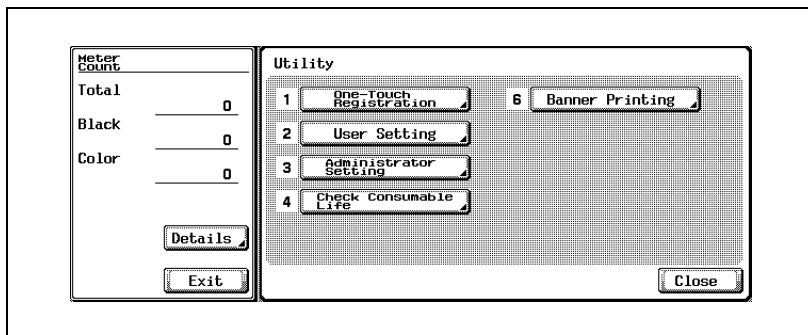 Meter
Count
Total
0
Black
0
Color
0
Details
Exit
Utility
1 One-Touch
Registration
2 User Setting
3 Administrator
Setting
4 Check Consumable
Life
6 Banner Printing
Close